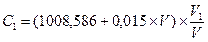 C₁ = (1008,586 + 0,015 × V) × V₁/V